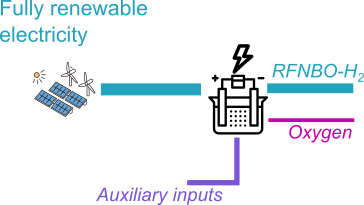 Fully renewable
electricity
+ −
RFNBO-H₂
Oxygen
Auxiliary inputs